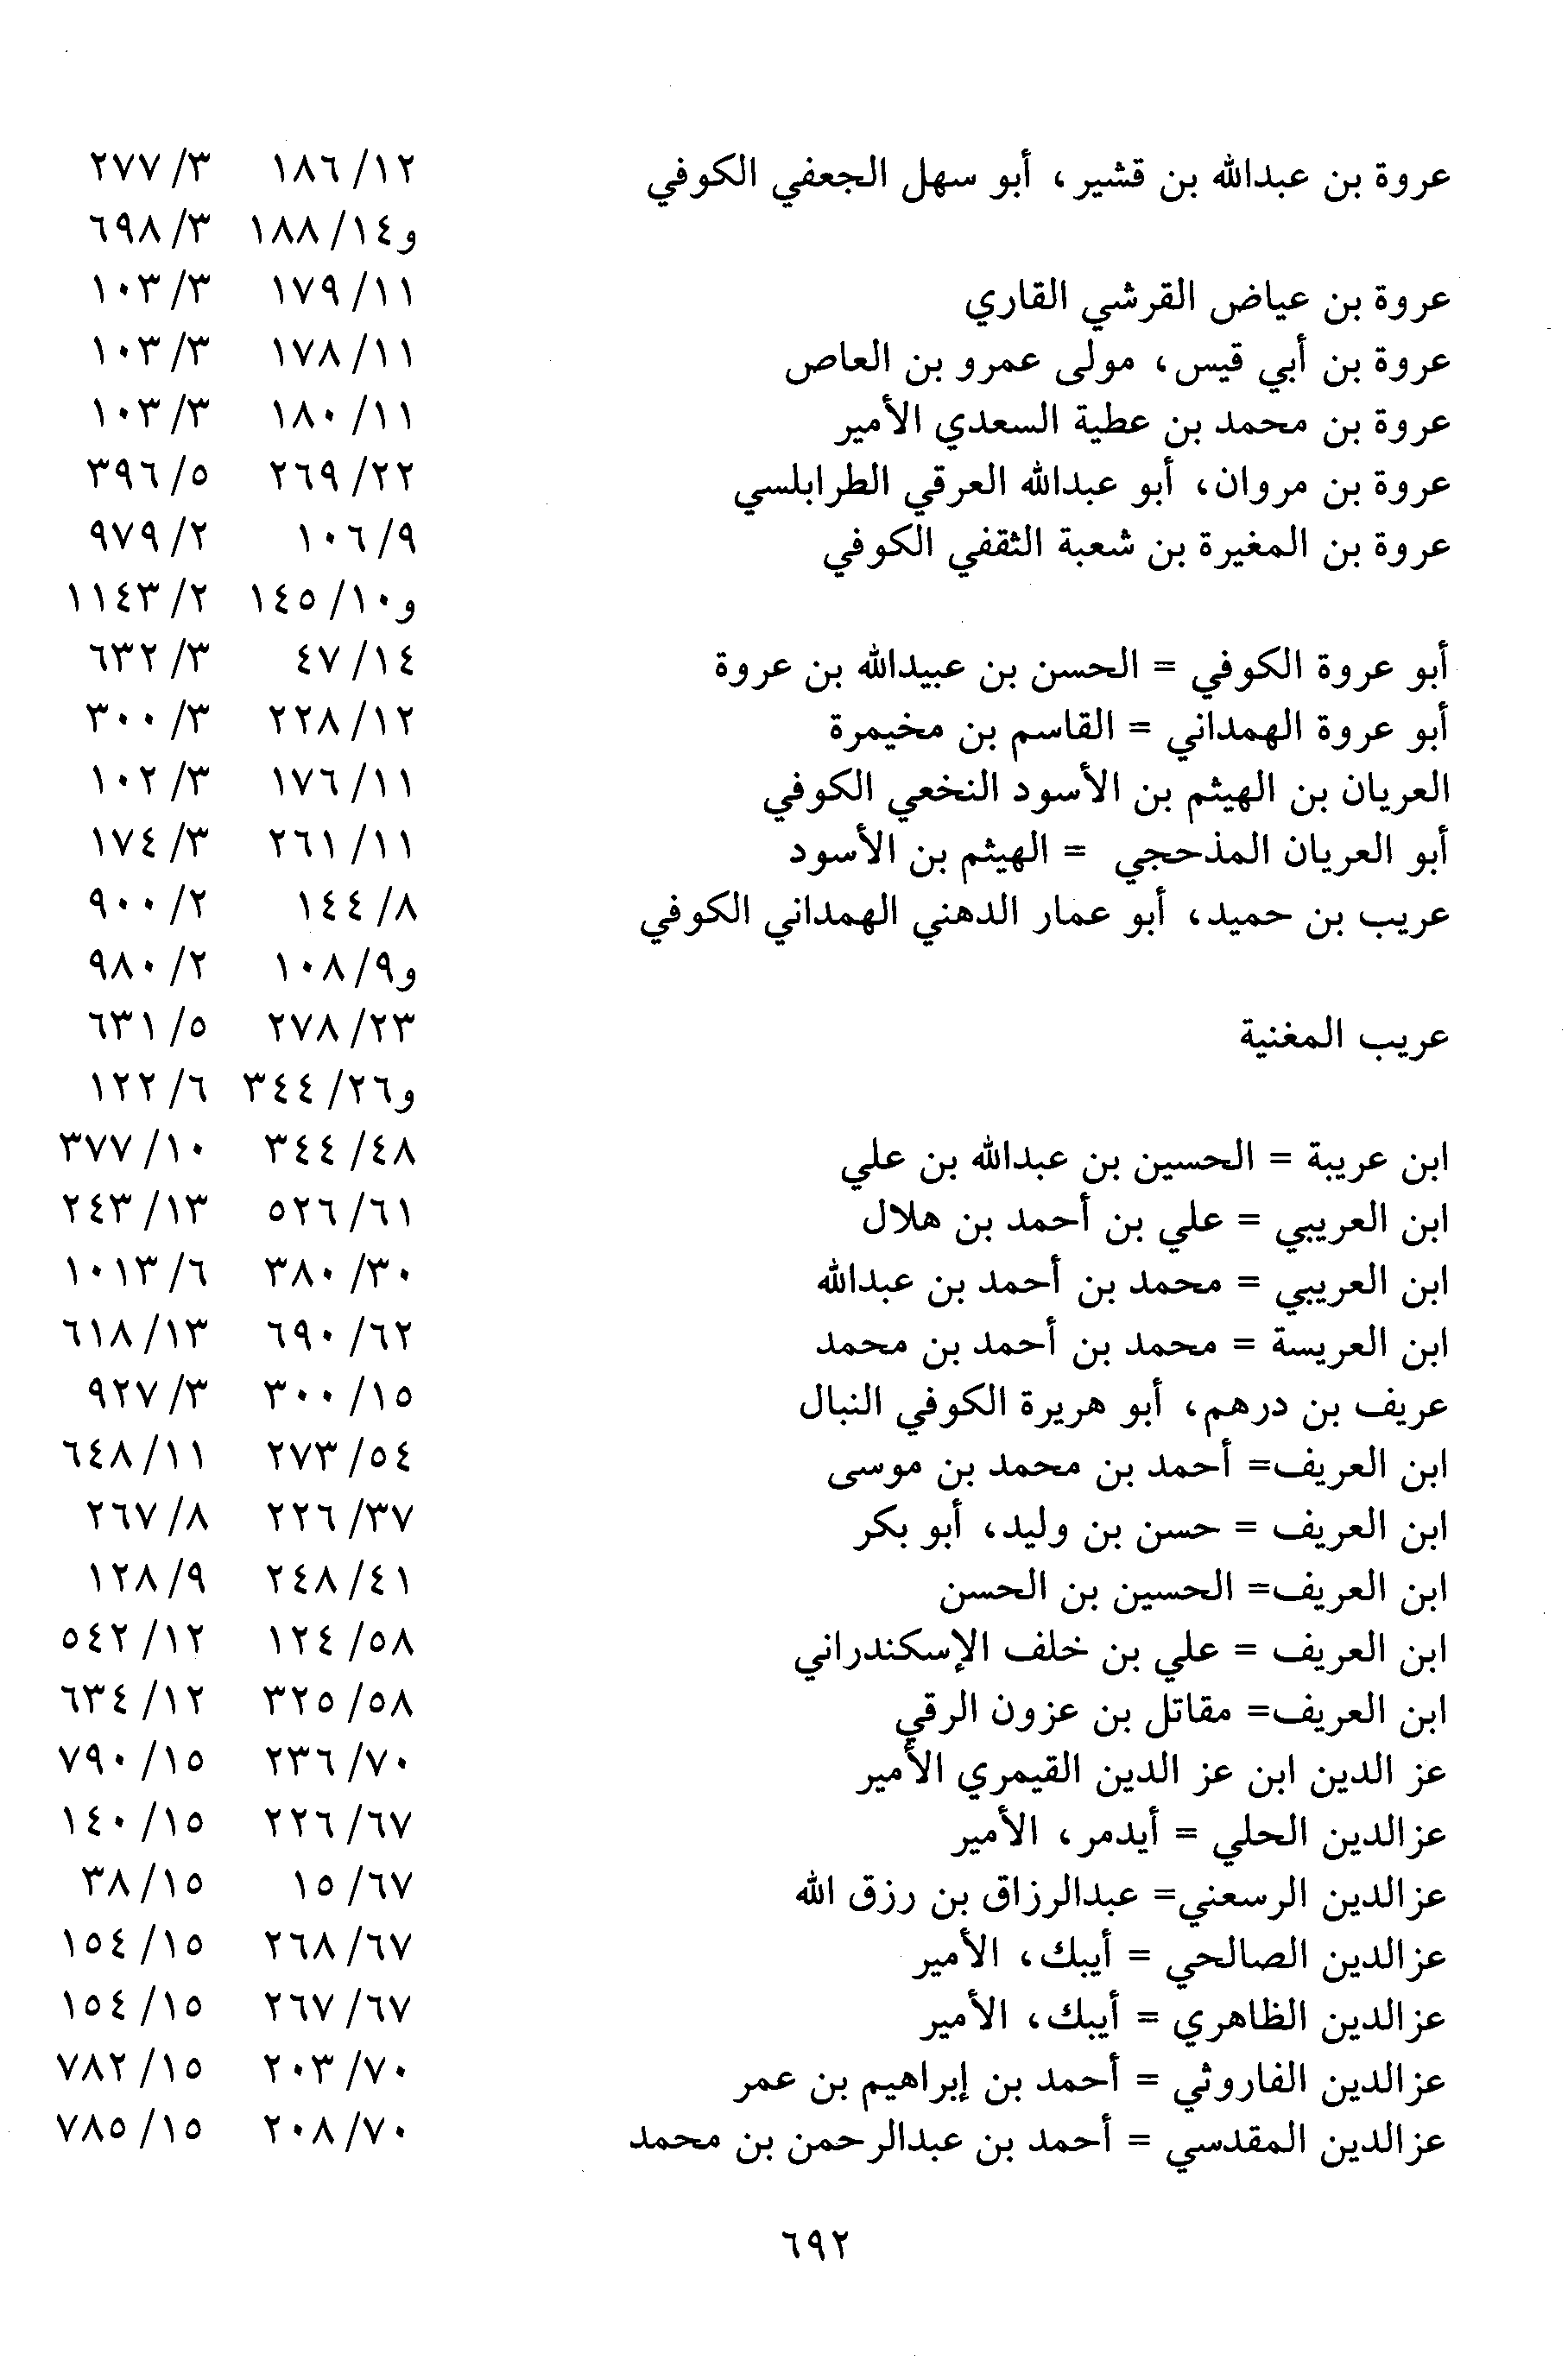 عروة بن عبدالله بن قشير، أبو سهل الجعفي الكوفي ١٢/ ١٨٦ ٣/ ٢٧٧
و١٤/ ١٨٨ ٣/ ٦٩٨
عروة بن عياض القرشي القاري ١١/ ١٧٩ ٣/ ١٠٣
عروة بن أبي قيس، مولى عمرو بن العاص ١١/ ١٧٨ ٣/ ١٠٣
عروة بن محمد بن عطية السعدي الأمير ١١/ ١٨٠ ٣/ ١٠٣
عروة بن مروان، أبو عبدالله العرقي الطرابلسي ٢٢/ ٢٦٩ ٥/ ٣٩٦
عروة بن المغيرة بن شعبة الثقفي الكوفي ٩/ ١٠٦ ٢/ ٩٧٩
و١٠/ ١٤٥ ٢/ ١١٤٣
أبو عروة الكوفي = الحسن بن عبيدالله بن عروة ١٤/ ٤٧ ٣/ ٦٣٢
أبو عروة الهمداني = القاسم بن مخيمرة ١٢/ ٢٢٨ ٣/ ٣٠٠
العريان بن الهيثم بن الأسود النخعي الكوفي ١١/ ١٧٦ ٣/ ١٠٢
أبو العريان المذحجي = الهيثم بن الأسود ١١/ ٢٦١ ٣/ ١٧٤
عريب بن حميد، أبو عمار الدهني الهمداني الكوفي ٨/ ١٤٤ ٢/ ٩٠٠
و٩/ ١٠٨ ٢/ ٩٨٠
عريب المغنية ٢٣/ ٢٧٨ ٥/ ٦٣١
و٢٦/ ٣٤٤ ٦/ ١٢٢
ابن عريبة = الحسين بن عبدالله بن علي ٤٨/ ٣٤٤ ١٠/ ٣٧٧
ابن العريبي = علي بن أحمد بن هلال ٦١/ ٥٢٦ ١٣/ ٢٤٣
ابن العريبي = محمد بن أحمد بن عبدالله ٣٠/ ٣٨٠ ٦/ ١٠١٣
ابن العريسة = محمد بن أحمد بن محمد ٦٢/ ٦٩٠ ١٣/ ٦١٨
عريف بن درهم، أبو هريرة الكوفي النبال ١٥/ ٣٠٠ ٣/ ٩٢٧
ابن العريف= أحمد بن محمد بن موسى ٥٤/ ٢٧٣ ١١/ ٦٤٨
ابن العريف = حسن بن وليد، أبو بكر ٣٧/ ٢٢٦ ٨/ ٢٦٧
ابن العريف= الحسين بن الحسن ٤١/ ٢٤٨ ٩/ ١٢٨
ابن العريف = علي بن خلف الإسكندراني ٥٨/ ١٢٤ ١٢/ ٥٤٢
ابن العريف= مقاتل بن عزون الرقي ٥٨/ ٣٢٥ ١٢/ ٦٣٤
عز الدين ابن عز الدين القيمري الأمير ٧٠/ ٢٣٦ ١٥/ ٧٩٠
عزالدين الحلي = أيدمر، الأمير ٦٧/ ٢٢٦ ١٥/ ١٤٠
عزالدين الرسعني= عبدالرزاق بن رزق الله ٦٧/ ١٥ ١٥/ ٣٨
عزالدين الصالحي = أيبك، الأمير ٦٧/ ٢٦٨ ١٥/ ١٥٤
عزالدين الظاهري = أيبك، الأمير ٦٧/ ٢٦٧ ١٥/ ١٥٤
عزالدين الفاروثي = أحمد بن إبراهيم بن عمر ٧٠/ ٢٠٣ ١٥/ ٧٨٢
عزالدين المقدسي = أحمد بن عبدالرحمن بن محمد ٧٠/ ٢٠٨ ١٥/ ٧٨٥
٦٩٢